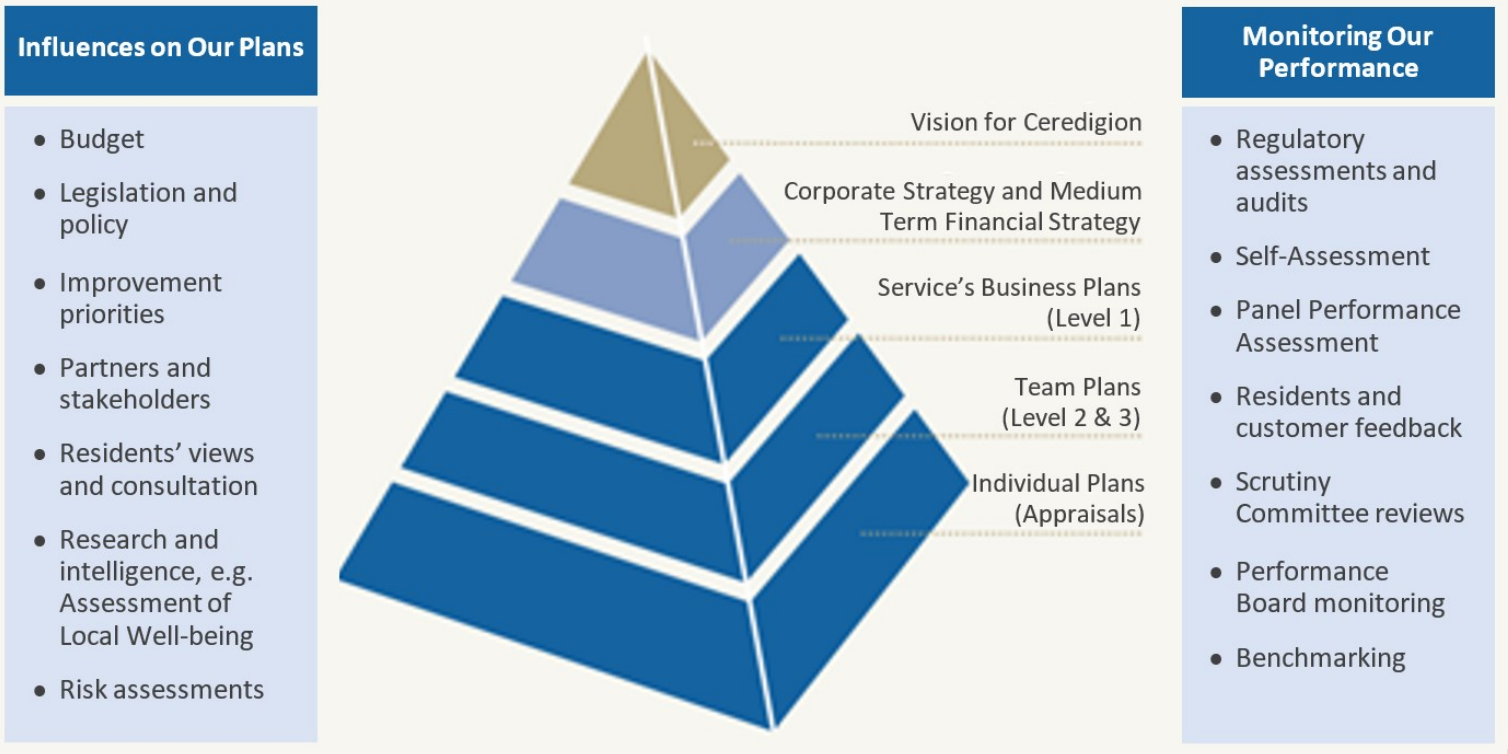 Influences on Our Plans
• Budget
• Legislation and
policy
• Improvement
priorities
• Partners and
stakeholders
• Residents’ views
and consultation
• Research and
intelligence, e.g.
Assessment of
Local Well-being
• Risk assessments
Vision for Ceredigion
Corporate Strategy and Medium
Term Financial Strategy
Service’s Business Plans
(Level 1)
Team Plans
(Level 2 & 3)
Individual Plans
(Appraisals)
Monitoring Our
Performance
• Regulatory
assessments and
audits
• Self-Assessment
• Panel Performance
Assessment
• Residents and
customer feedback
• Scrutiny
Committee reviews
• Performance
Board monitoring
• Benchmarking